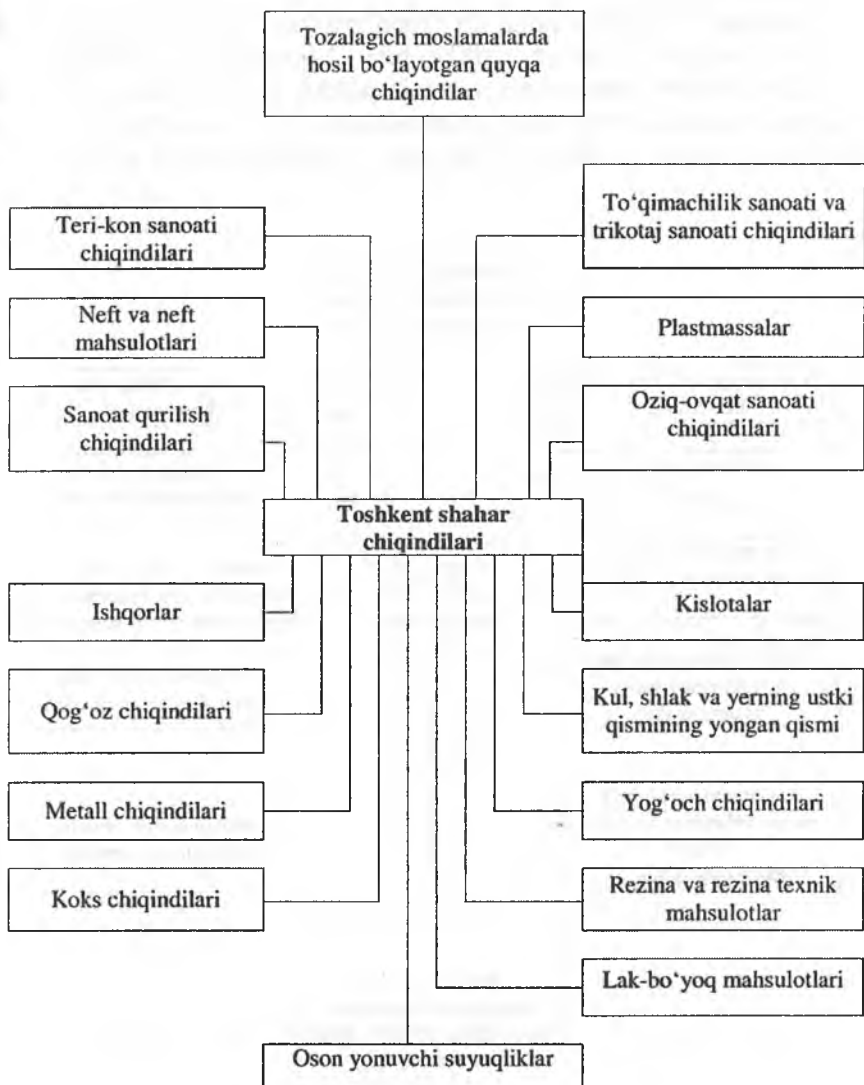 Tozalagich moslamalarda
hosil bo‘layotgan quyqa
chiqindilar
Teri-kon sanoati
chiqindilari
To‘qimachilik sanoati va
trikotaj sanoati chiqindilari
Neft va neft
mahsulotlari
Plastmassalar
Sanoat qurilish
chiqindilari
Oziq-ovqat sanoati
chiqindilari
Toshkent shahar
chiqindilari
Ishqorlar
Kislotalar
Qog‘oz chiqindilari
Kul, shlak va yerning ustki
qismining yongan qismi
Metall chiqindilari
Yog‘och chiqindilari
Koks chiqindilari
Rezina va rezina texnik
mahsulotlar
Lak-bo‘yoq mahsulotlari
Oson yonuvchi suyuqliklar